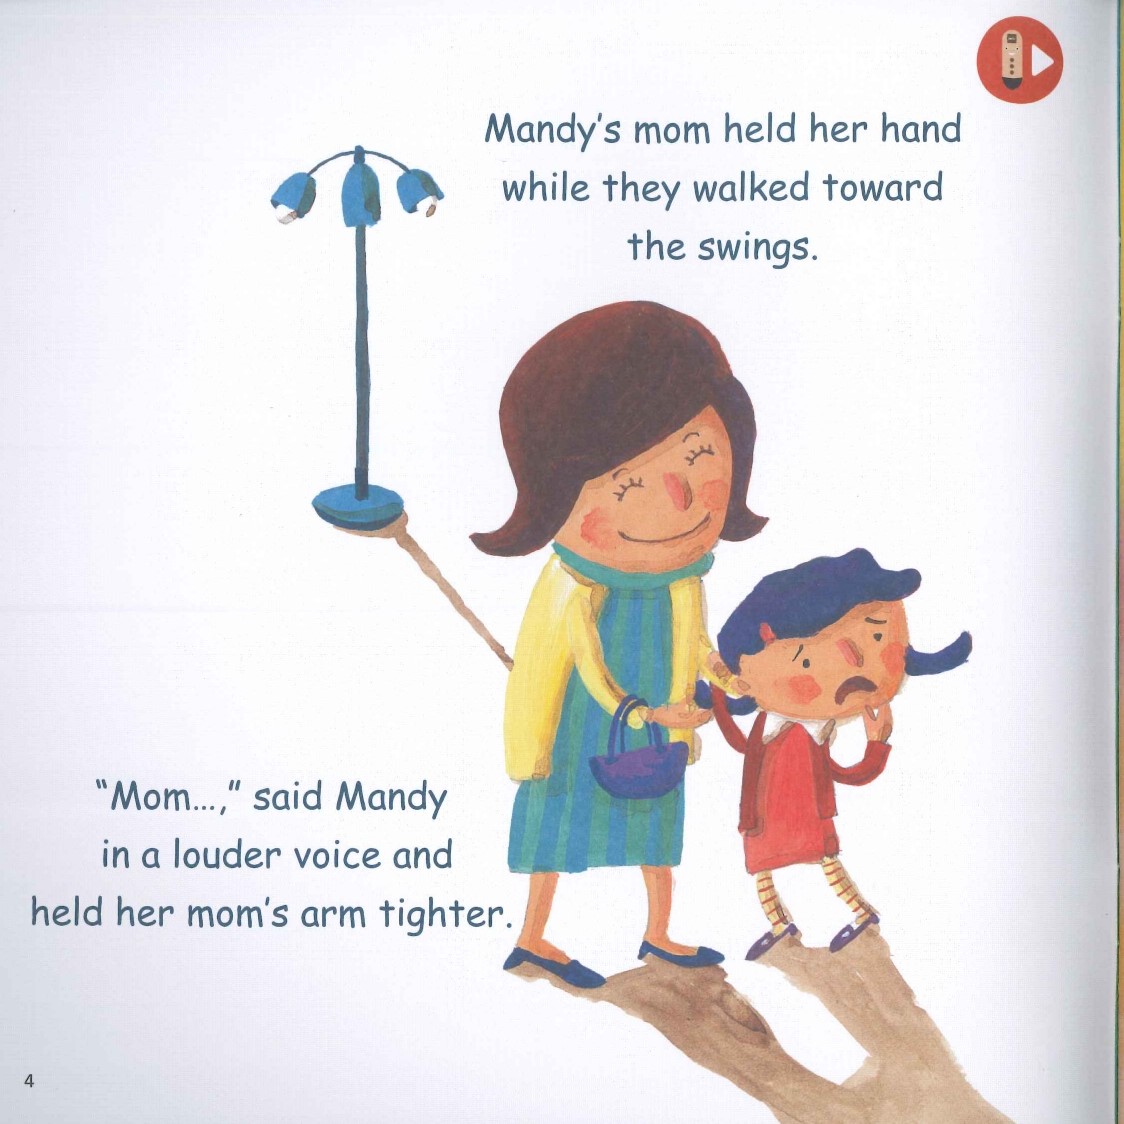 Mandy's mom held her hand
while they walked toward
the swings.
"Mom...," said Mandy
in a louder voice and
held her mom's arm tighter.
4